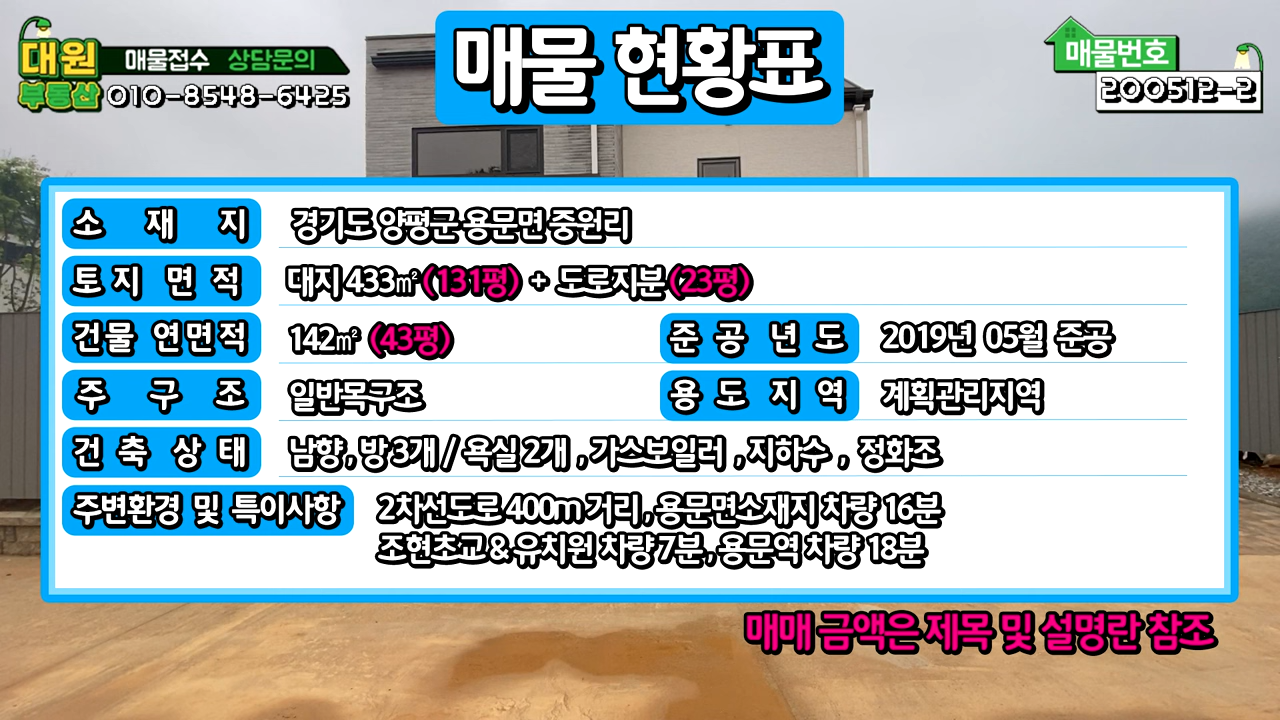 대원
부동산
매물접수 상담문의
010-8548-6425
매물 현황표
매물번호
200512-2
소재지 경기도 양평군 용문면 중원리
토지면적 대지 433㎡(131평) + 도로지분(23평)
건물 연면적 142㎡ (43평) 준공년도 2019년 05월 준공
주구조 일반목구조 용도지역 계획관리지역
건축상태 남향, 방 3개 / 욕실 2개 , 가스보일러 , 지하수 , 정화조
주변환경 및 특이사항 2차선도로 400m 거리, 용문면소재지 차량 16분
조현초교 & 유치원 차량 7분, 용문역 차량 18분
매매 금액은 제목 및 설명란 참조